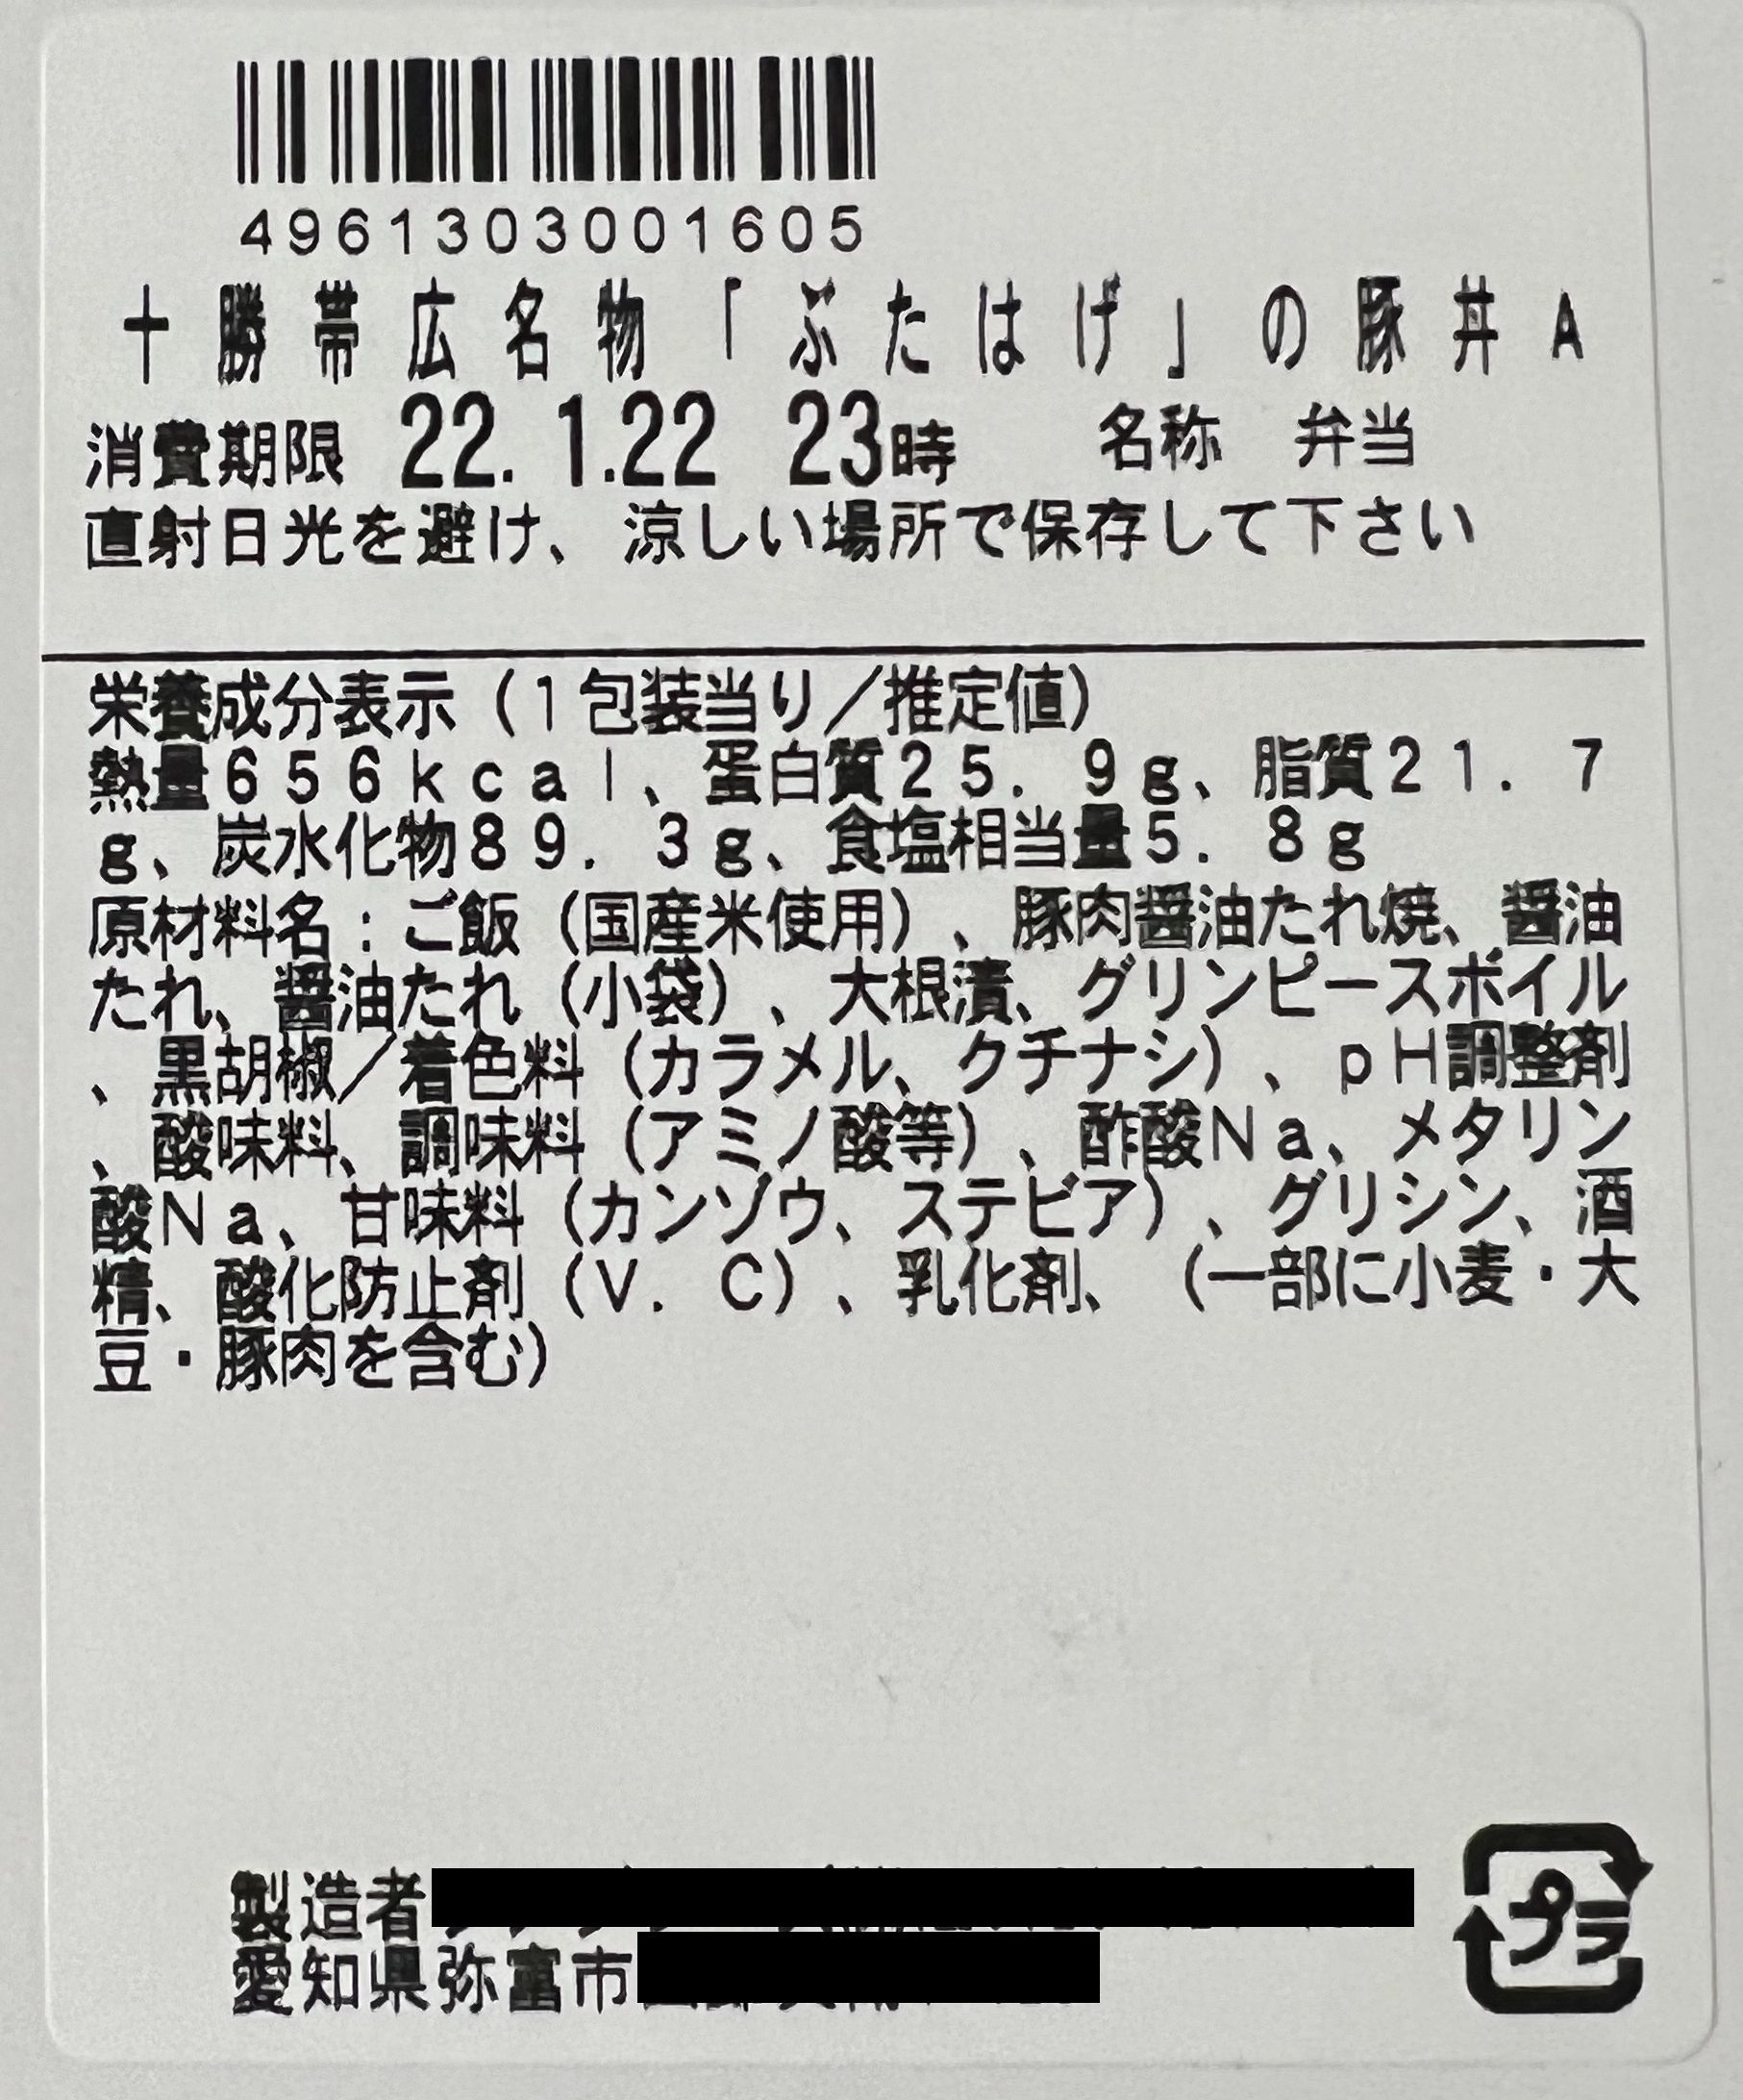 4961303001605
十勝帯広名物「ぶたはげ」の豚丼A
消費期限 22. 1.22 23時 名称 弁当
直射日光を避け、涼しい場所で保存して下さい
栄養成分表示（1包装当り／推定値）
熱量656kcal、蛋白質25．9g、脂質21．7
g、炭水化物89．3g、食塩相当量5．8g
原材料名：ご飯（国産米使用）、豚肉醤油たれ焼、醤油
たれ、醤油たれ（小袋）、大根漬、グリンピースボイル
、黒胡椒／着色料（カラメル、クチナシ）、pH調整剤
、酸味料、調味料（アミノ酸等）、酢酸Na、メタリン
酸Na、甘味料（カンゾウ、ステビア）、グリシン、酒
精、酸化防止剤（V．C）、乳化剤、（一部に小麦・大
豆・豚肉を含む）
製造者
愛知県弥富市
プラ